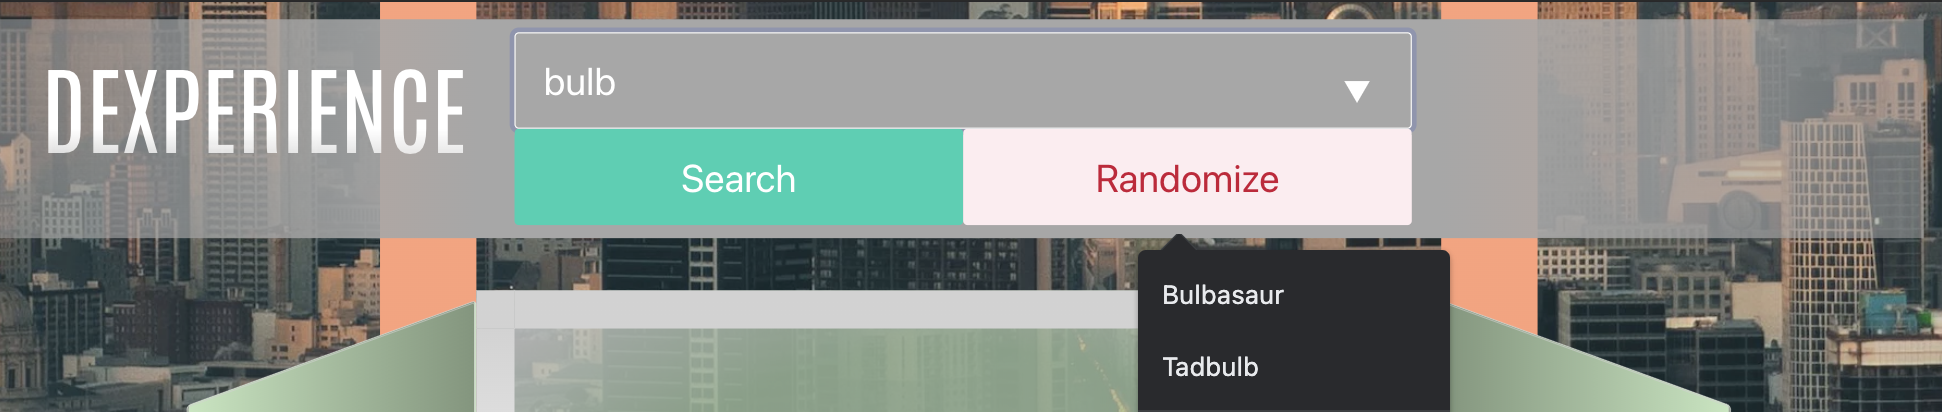 DEXPERIENCE
bulb
Search
Randomize
Bulbasaur
Tadbulb